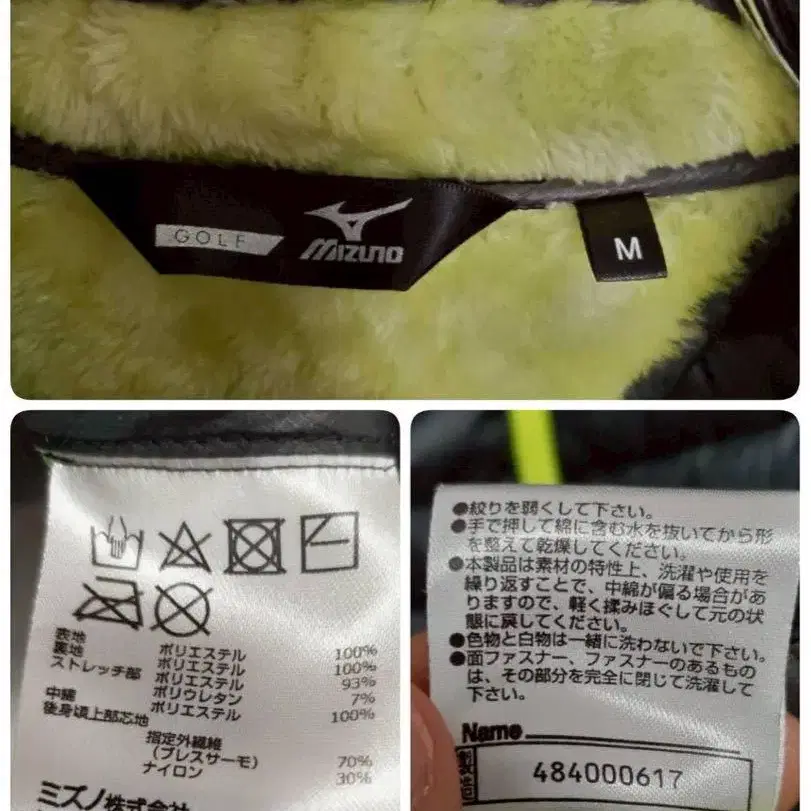 GOLF
MIZUNO
M
表地 ポリエステル 100%
裏地 ポリエステル 100%
ストレッチ部 ポリエステル 93%
ポリウレタン 7%
中綿 ポリエステル 100%
後身頃上部芯地
指定外繊維
(ブレスサーモ) 70%
ナイロン 30%
ミズノ株式会社
●絞りを弱くして下さい。
●手で押して綿に含む水を抜いてから形
を整えて乾燥してください。
●本製品は素材の特性上、洗濯や使用を
繰り返すことで、中綿が偏る場合があ
りますので、軽く揉みほぐして元の状
態に戻してください。
●色物と白物は一緒に洗わないで下さい。
●面ファスナー、ファスナーのあるもの
は、その部分を完全に閉じて洗濯して
下さい。
Name
484000617